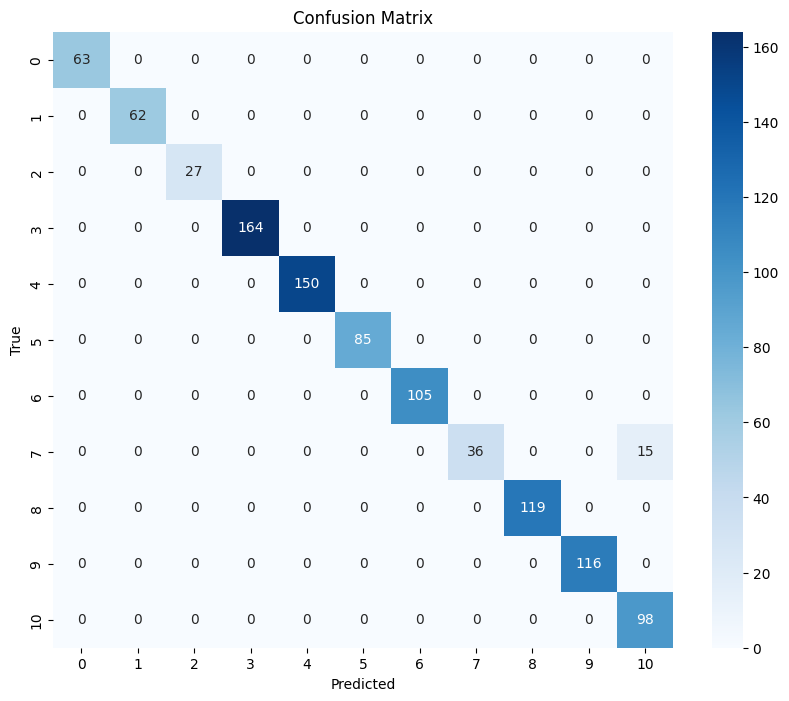 Confusion Matrix
0 63 0 0 0 0 0 0 0 0 0 0
1 0 62 0 0 0 0 0 0 0 0 0
2 0 0 27 0 0 0 0 0 0 0 0
3 0 0 0 164 0 0 0 0 0 0 0
4 0 0 0 0 150 0 0 0 0 0 0
5 0 0 0 0 0 85 0 0 0 0 0
6 0 0 0 0 0 0 105 0 0 0 0
7 0 0 0 0 0 0 0 36 0 0 15
8 0 0 0 0 0 0 0 0 119 0 0
9 0 0 0 0 0 0 0 0 0 116 0
10 0 0 0 0 0 0 0 0 0 0 98
0 1 2 3 4 5 6 7 8 9 10
Predicted
True
160
140
120
100
80
60
40
20
0